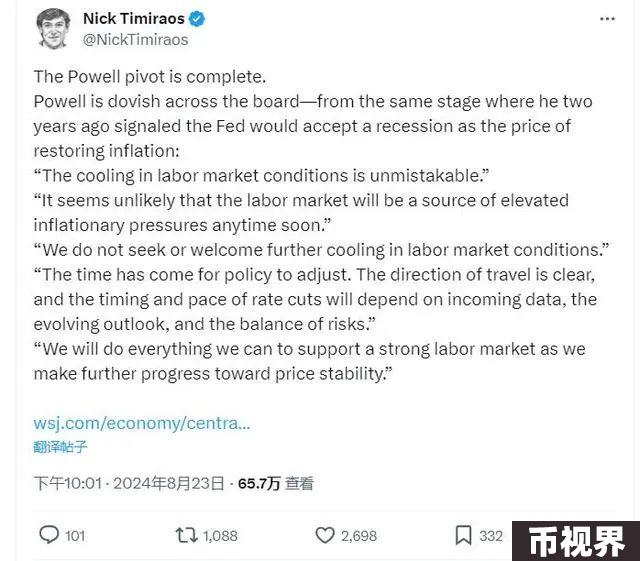 Nick Timiraos
@NickTimiraos
The Powell pivot is complete.
Powell is dovish across the board—from the same stage where he two
years ago signaled the Fed would accept a recession as the price of
restoring inflation:
“The cooling in labor market conditions is unmistakable.”
“It seems unlikely that the labor market will be a source of elevated
inflationary pressures anytime soon.”
“We do not seek or welcome further cooling in labor market conditions.”
“The time has come for policy to adjust. The direction of travel is clear,
and the timing and pace of rate cuts will depend on incoming data, the
evolving outlook, and the balance of risks.”
“We will do everything we can to support a strong labor market as we
make further progress toward price stability.”
wsj.com/economy/centra...
翻译帖子
下午10:01 · 2024年8月23日 · 65.7万 查看
101 1,088 2,698 332
币视界